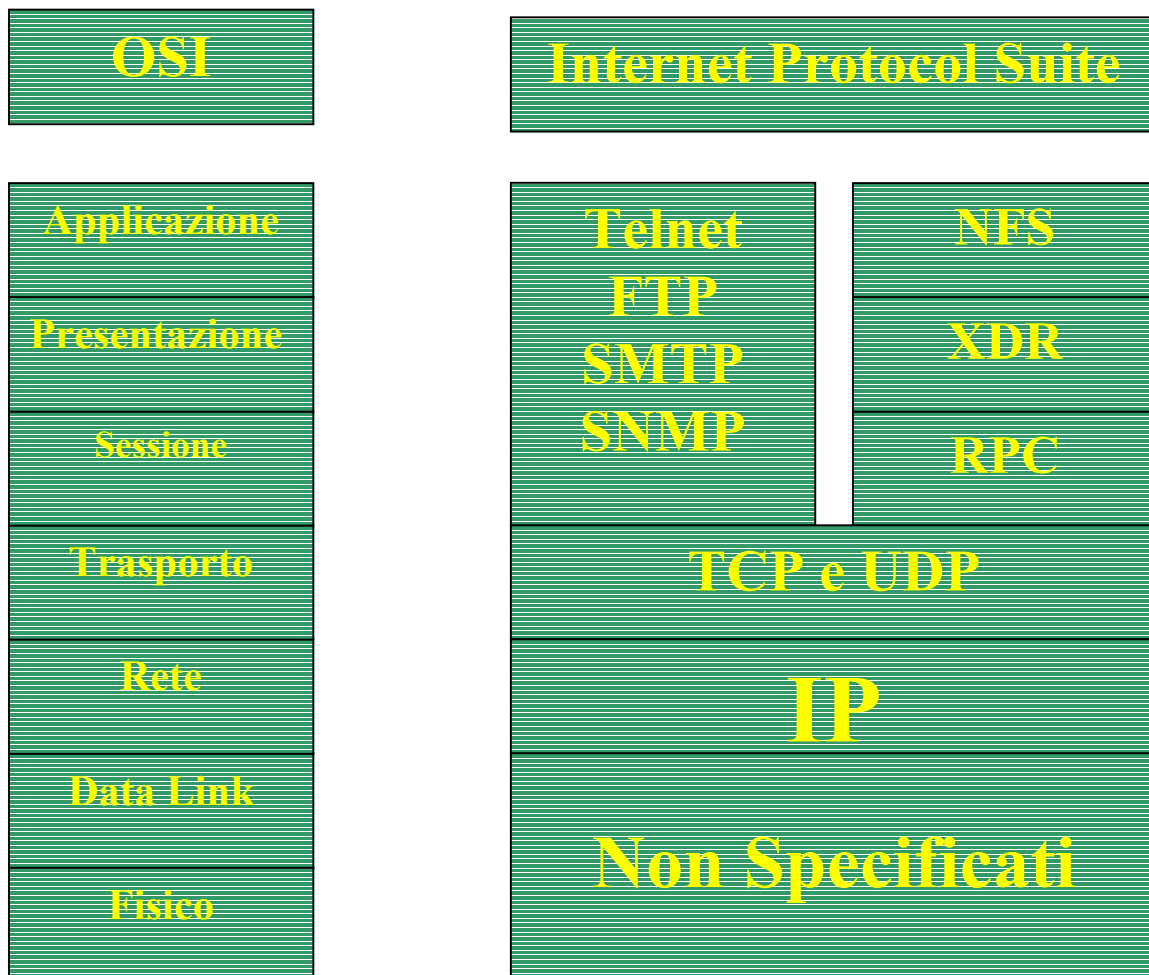 OSI
Internet Protocol Suite
Applicazione
Presentazione
Sessione
Trasporto
Rete
Data Link
Fisico
Telnet
FTP
SMTP
SNMP
NFS
XDR
RPC
TCP e UDP
IP
Non Specificati